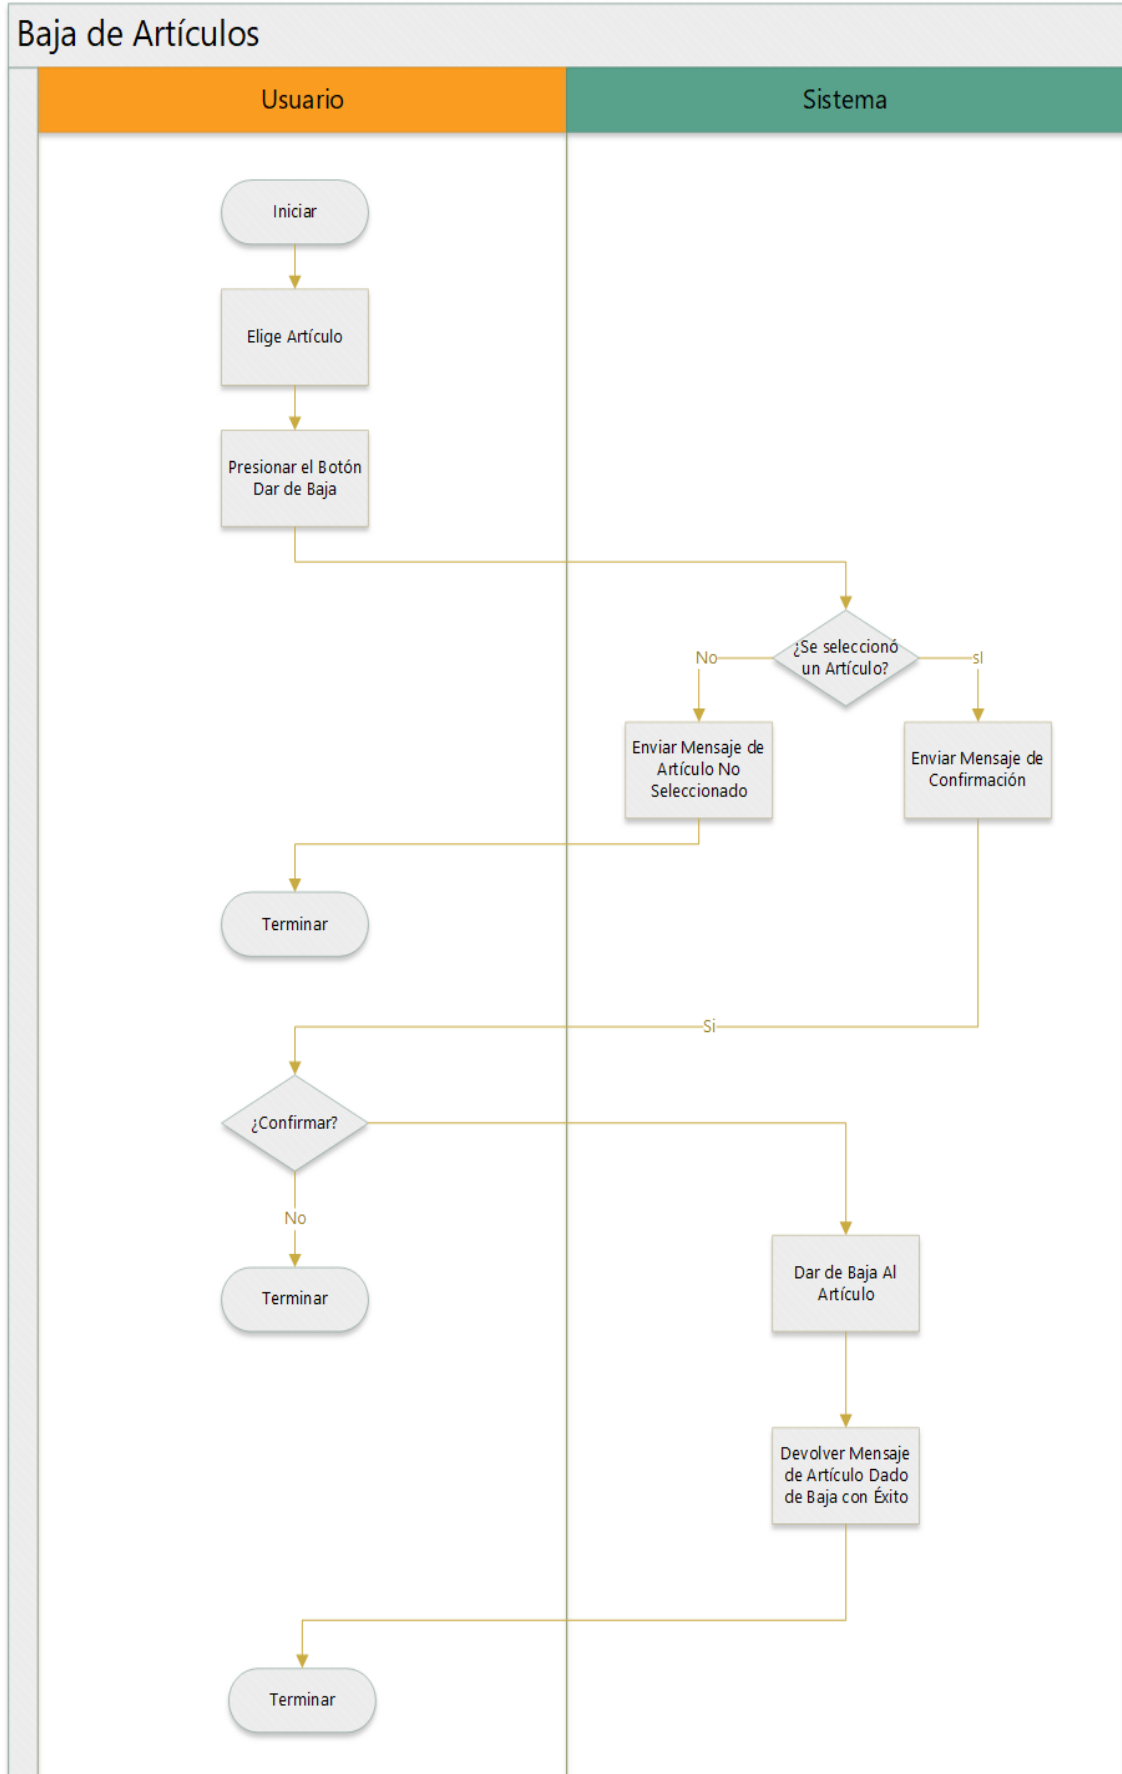 Baja de Artículos
Usuario
Sistema
Iniciar
Elige Artículo
Presionar el Botón
Dar de Baja
¿Se seleccionó
un Artículo?
No
sI
Enviar Mensaje de
Artículo No
Seleccionado
Enviar Mensaje de
Confirmación
Terminar
Si
¿Confirmar?
No
Terminar
Dar de Baja Al
Artículo
Devolver Mensaje
de Artículo Dado
de Baja con Éxito
Terminar